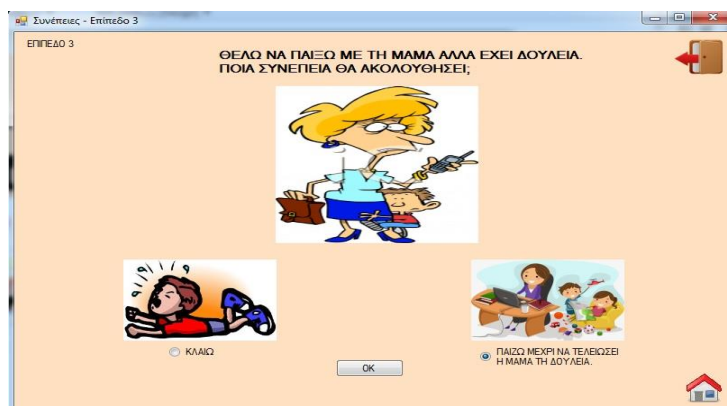 Συνέπειες - Επίπεδο 3
ΕΠΙΠΕΔΟ 3
ΘΕΛΩ ΝΑ ΠΑΙΞΩ ΜΕ ΤΗ ΜΑΜΑ ΑΛΛΑ ΕΧΕΙ ΔΟΥΛΕΙΑ.
ΠΟΙΑ ΣΥΝΕΠΕΙΑ ΘΑ ΑΚΟΛΟΥΘΗΣΕΙ;
ΚΛΑΙΩ
ΠΑΙΖΩ ΜΕΧΡΙ ΝΑ ΤΕΛΕΙΩΣΕΙ
Η ΜΑΜΑ ΤΗ ΔΟΥΛΕΙΑ.
OK